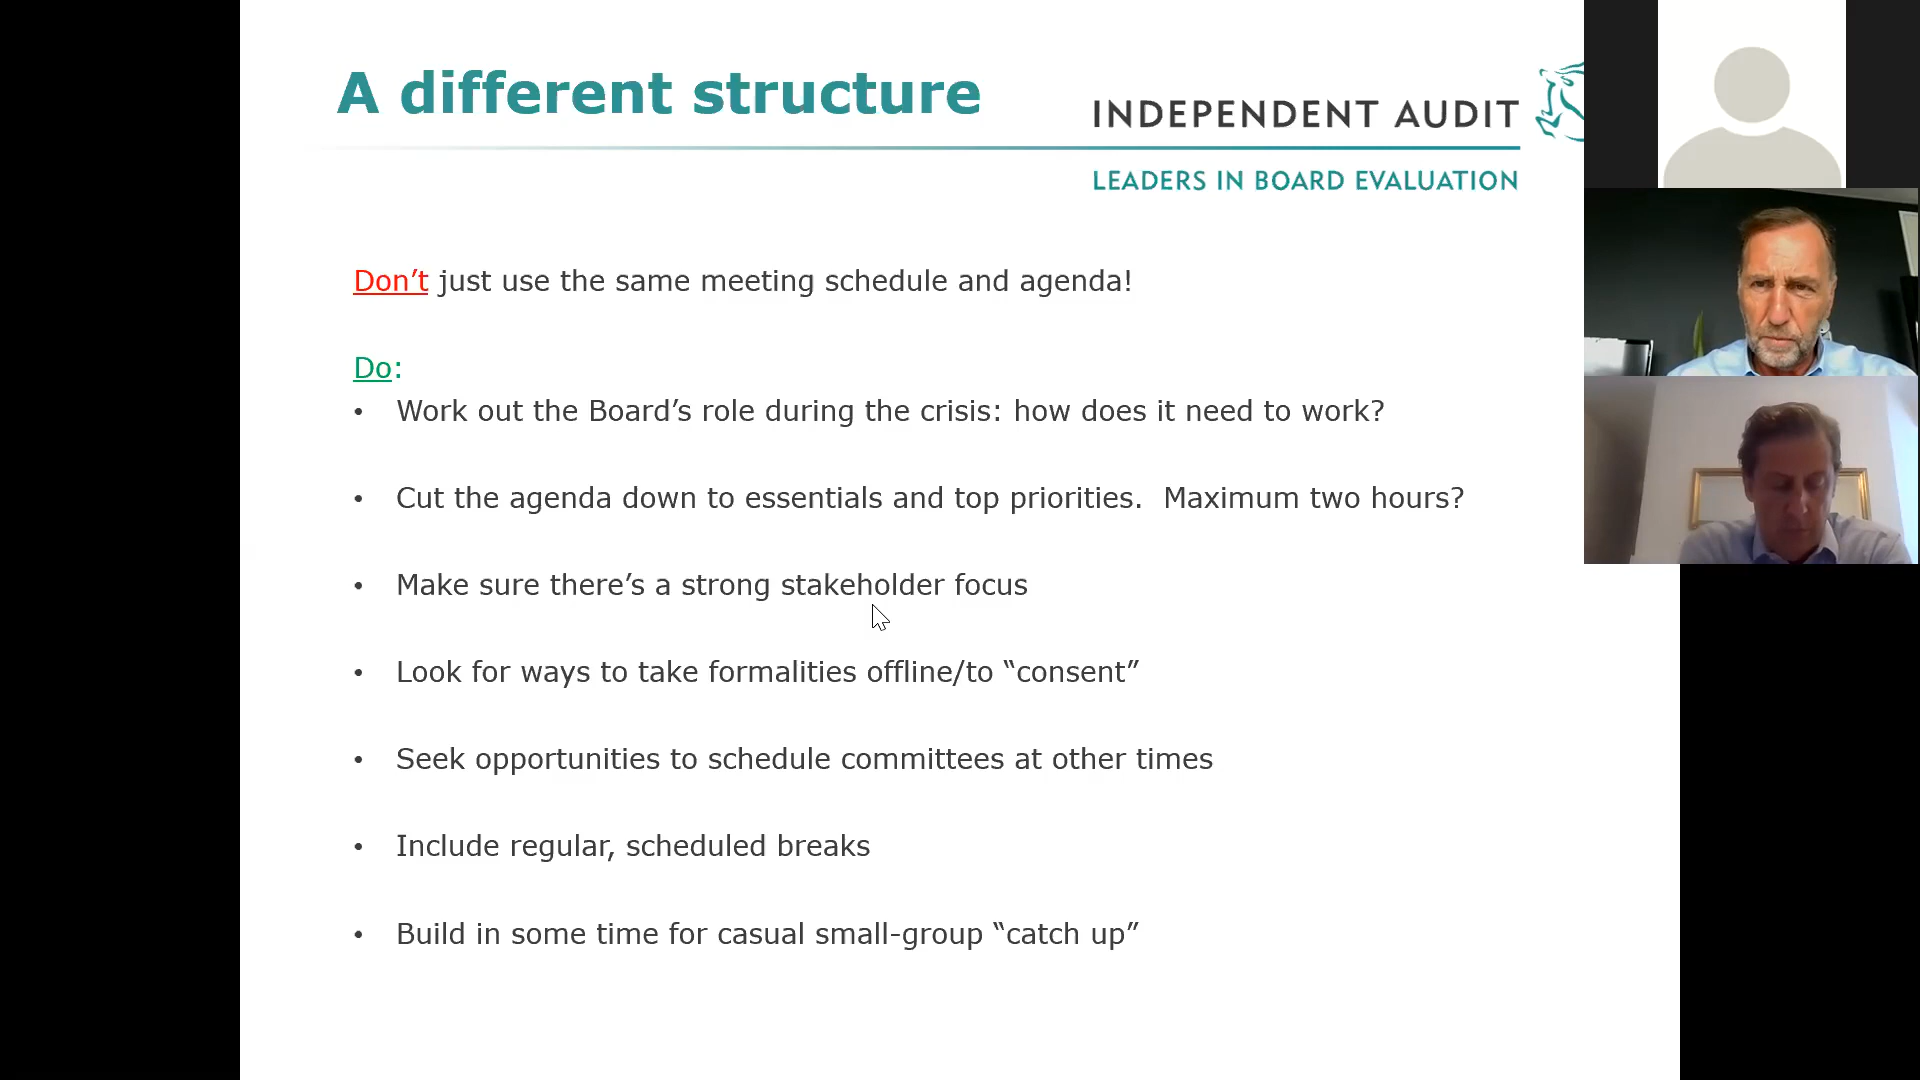 A different structure
INDEPENDENT AUDIT
LEADERS IN BOARD EVALUATION
Don’t just use the same meeting schedule and agenda!
Do:
• Work out the Board’s role during the crisis: how does it need to work?
• Cut the agenda down to essentials and top priorities.  Maximum two hours?
• Make sure there’s a strong stakeholder focus
• Look for ways to take formalities offline/to “consent”
• Seek opportunities to schedule committees at other times
• Include regular, scheduled breaks
• Build in some time for casual small-group “catch up”